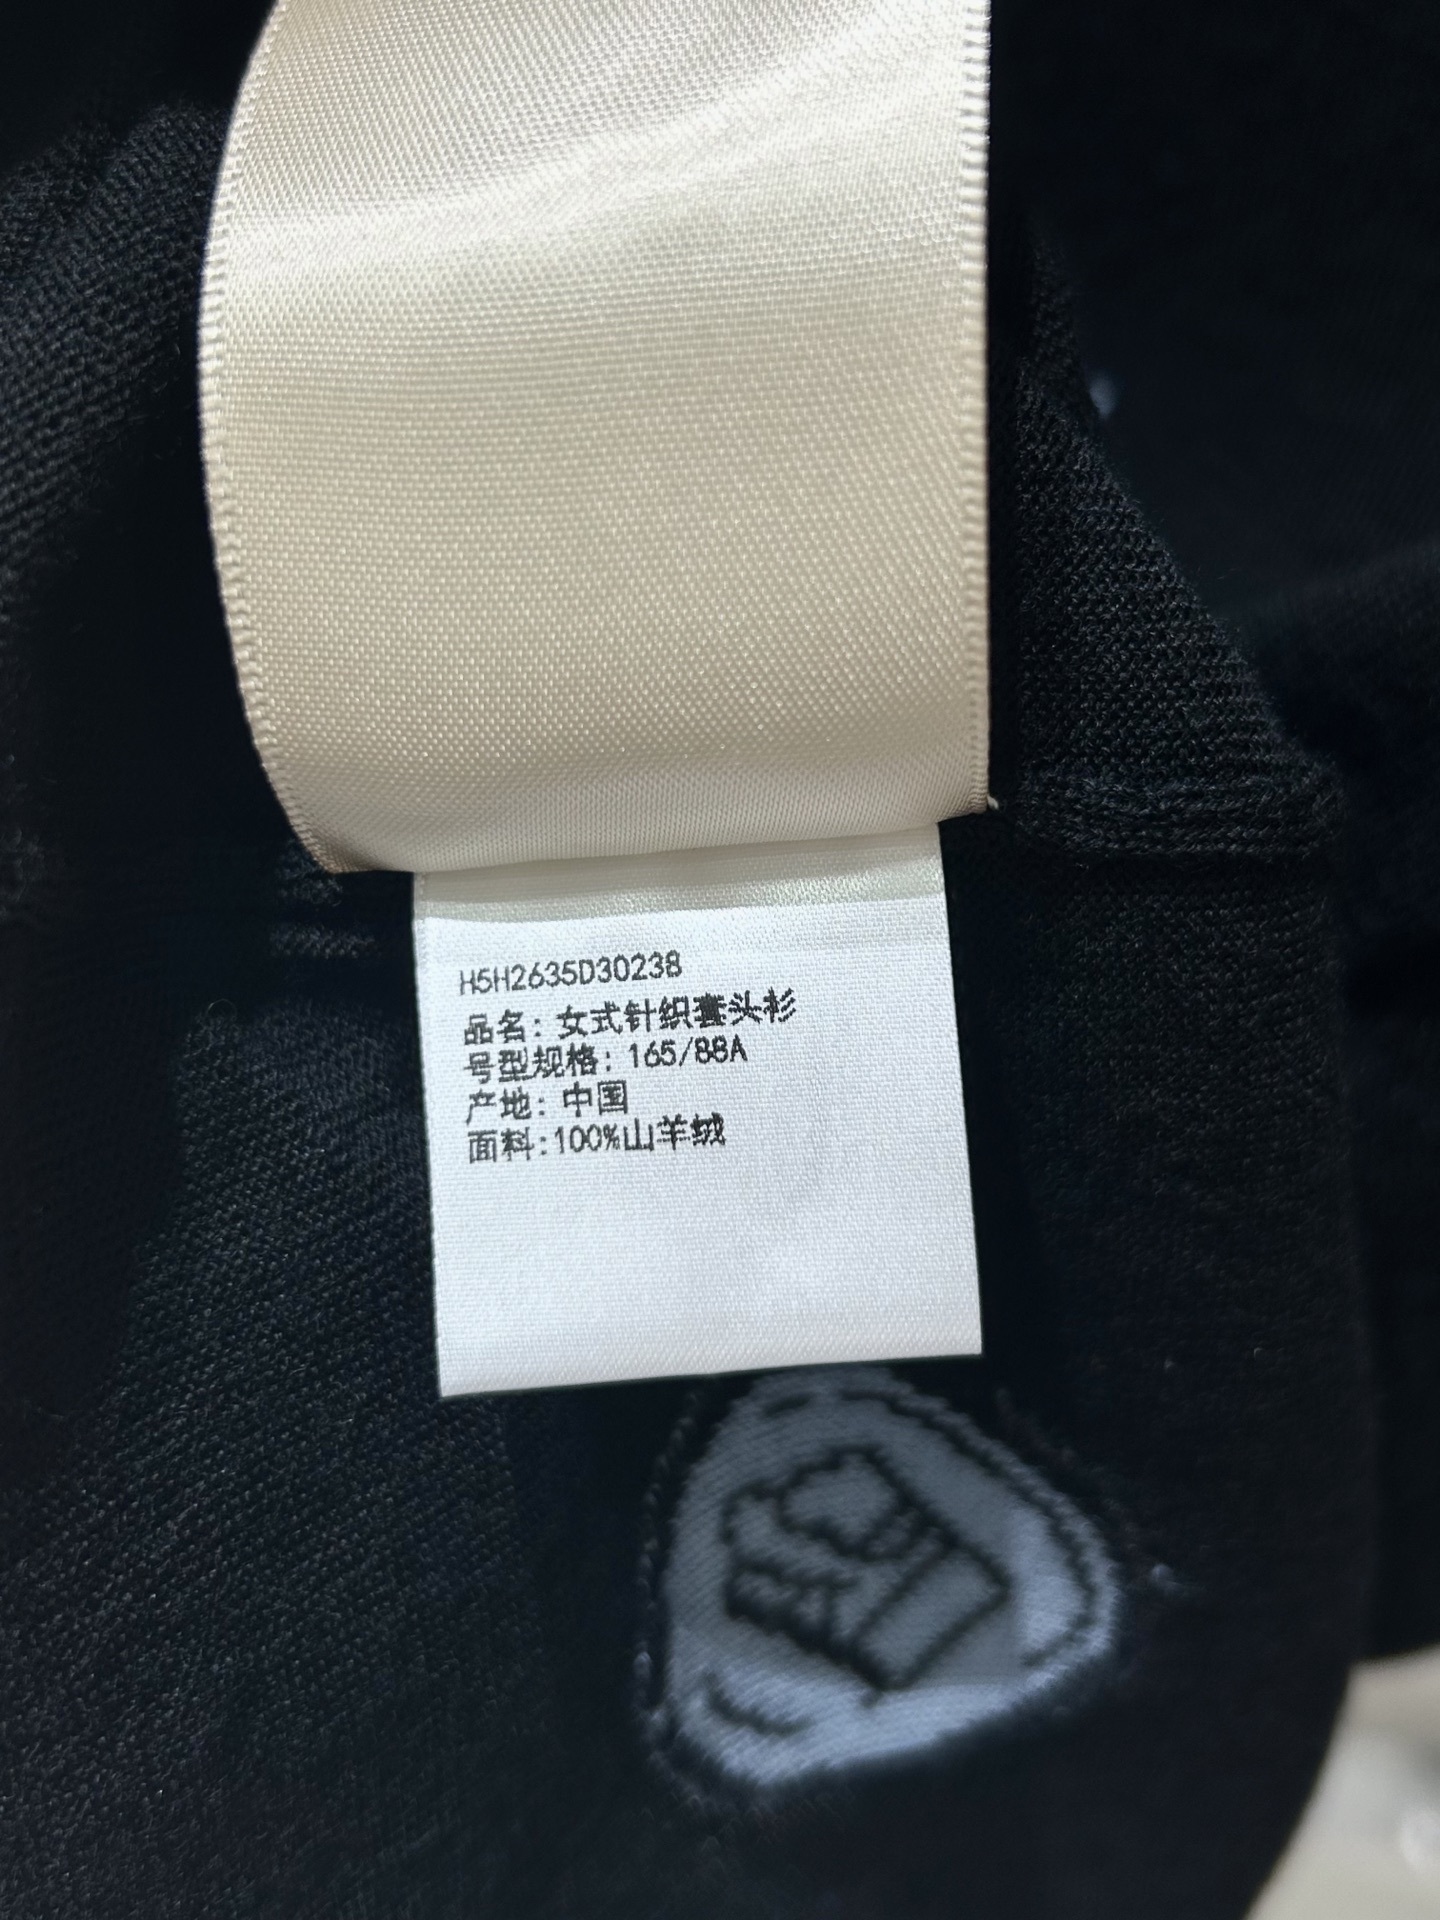 H5H2635D30238
品名：女式针织套头衫
号型规格：165/88A
产地：中国
面料:100%山羊绒